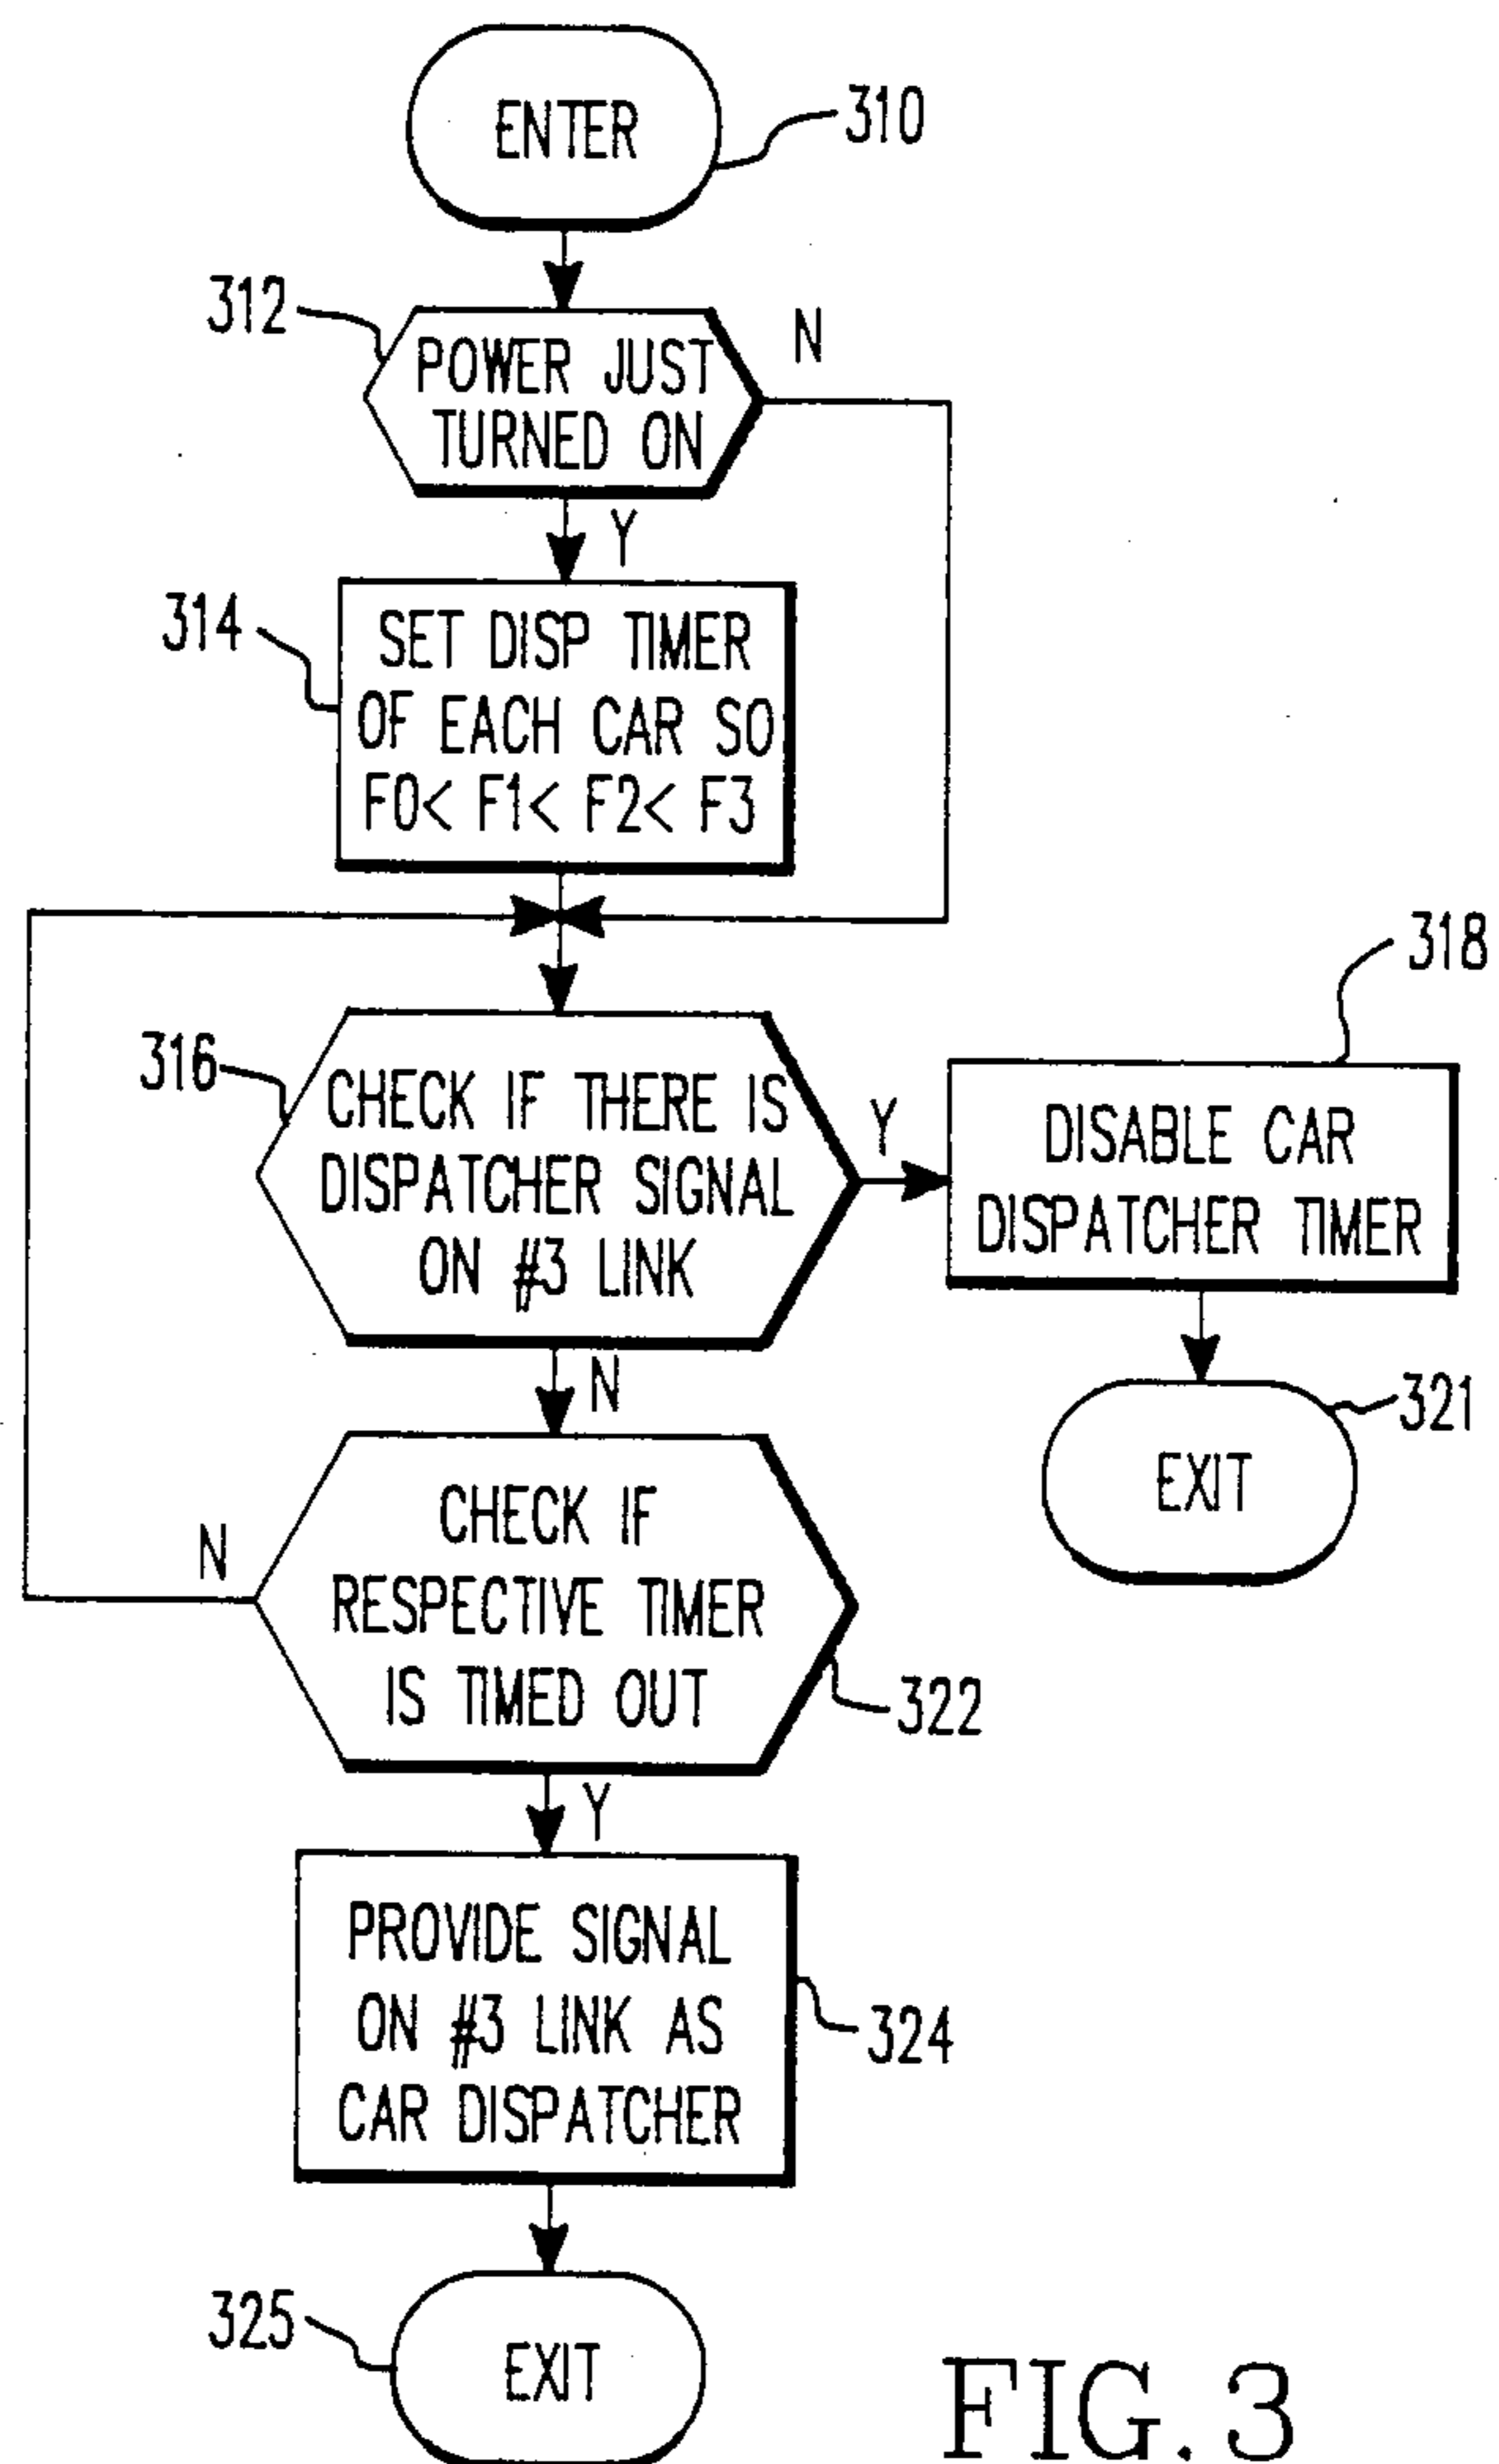 ENTER
310
312
POWER JUST
TURNED ON
N
Y
314
SET DISP TIMER
OF EACH CAR SO
F0< F1< F2< F3
316
CHECK IF THERE IS
DISPATCHER SIGNAL
ON #3 LINK
Y
318
DISABLE CAR
DISPATCHER TIMER
321
EXIT
N
CHECK IF
RESPECTIVE TIMER
IS TIMED OUT
N
322
Y
PROVIDE SIGNAL
ON #3 LINK AS
CAR DISPATCHER
324
325
EXIT
FIG. 3